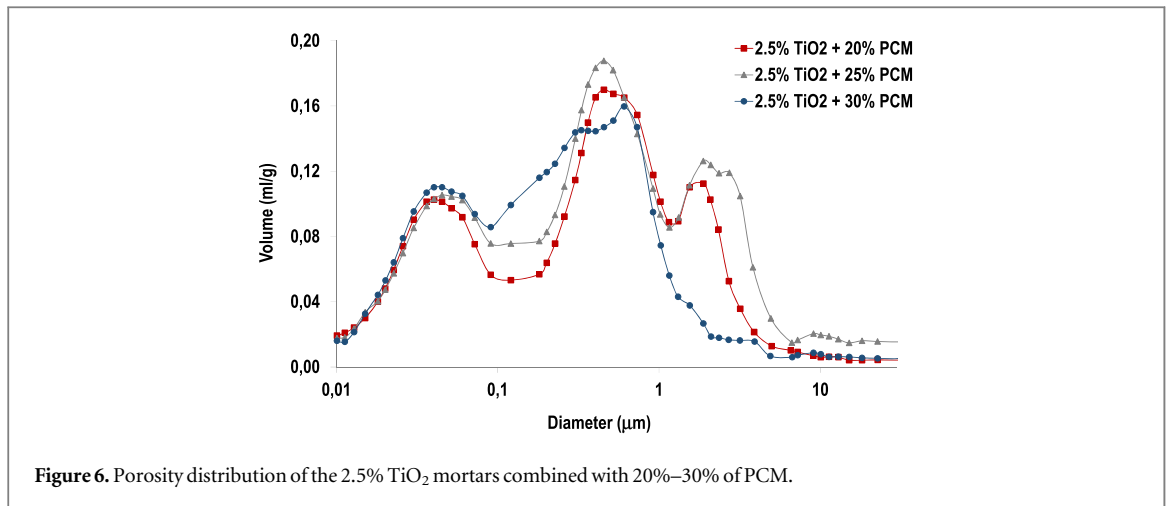 0,20
0,16
0,12
0,08
0,04
0,00
Volume (ml/g)
2.5% TiO2 + 20% PCM
2.5% TiO2 + 25% PCM
2.5% TiO2 + 30% PCM
0,01
0,1
1
10
Diameter (μm)
Figure 6. Porosity distribution of the 2.5% TiO₂ mortars combined with 20%–30% of PCM.